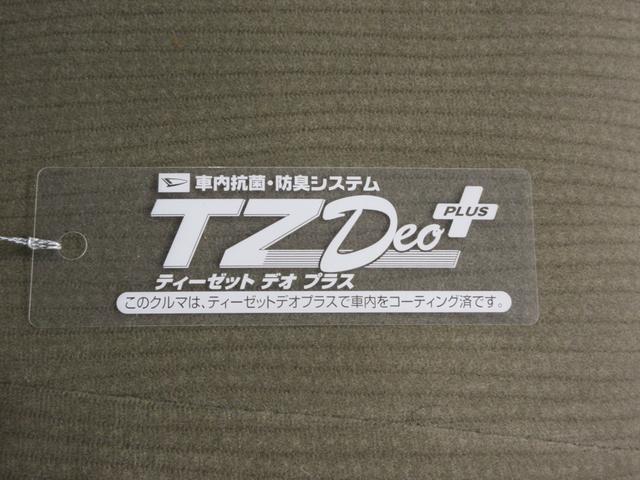 車内抗菌・防臭システム
TZ Deo PLUS
ティーゼット デオ プラス
このクルマは、ティーゼットデオプラスで車内をコーティング済です。